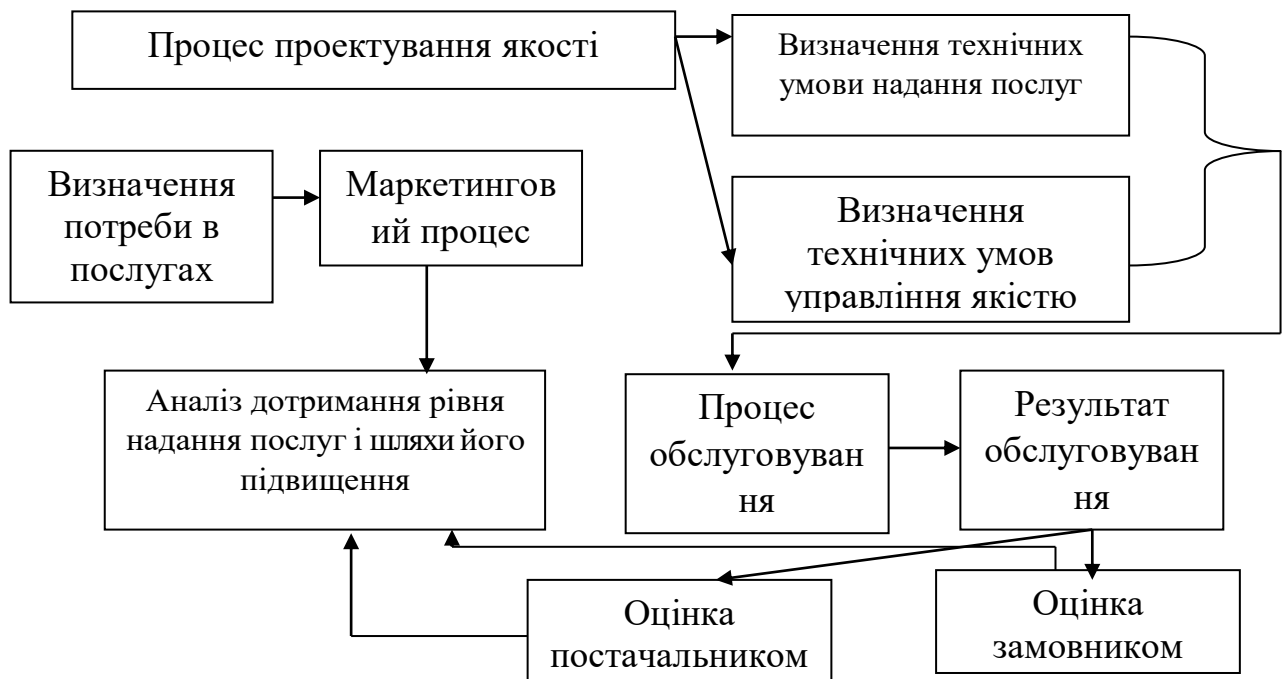 Процес проектування якості
Визначення технічних
умови надання послуг
Визначення
потреби в
послугах
Маркетингов
ий процес
Визначення
технічних умов
управління якістю
Аналіз дотримання рівня
надання послуг і шляхи його
підвищення
Процес
обслуговуван
ня
Результат
обслуговуван
ня
Оцінка
постачальником
Оцінка
замовником